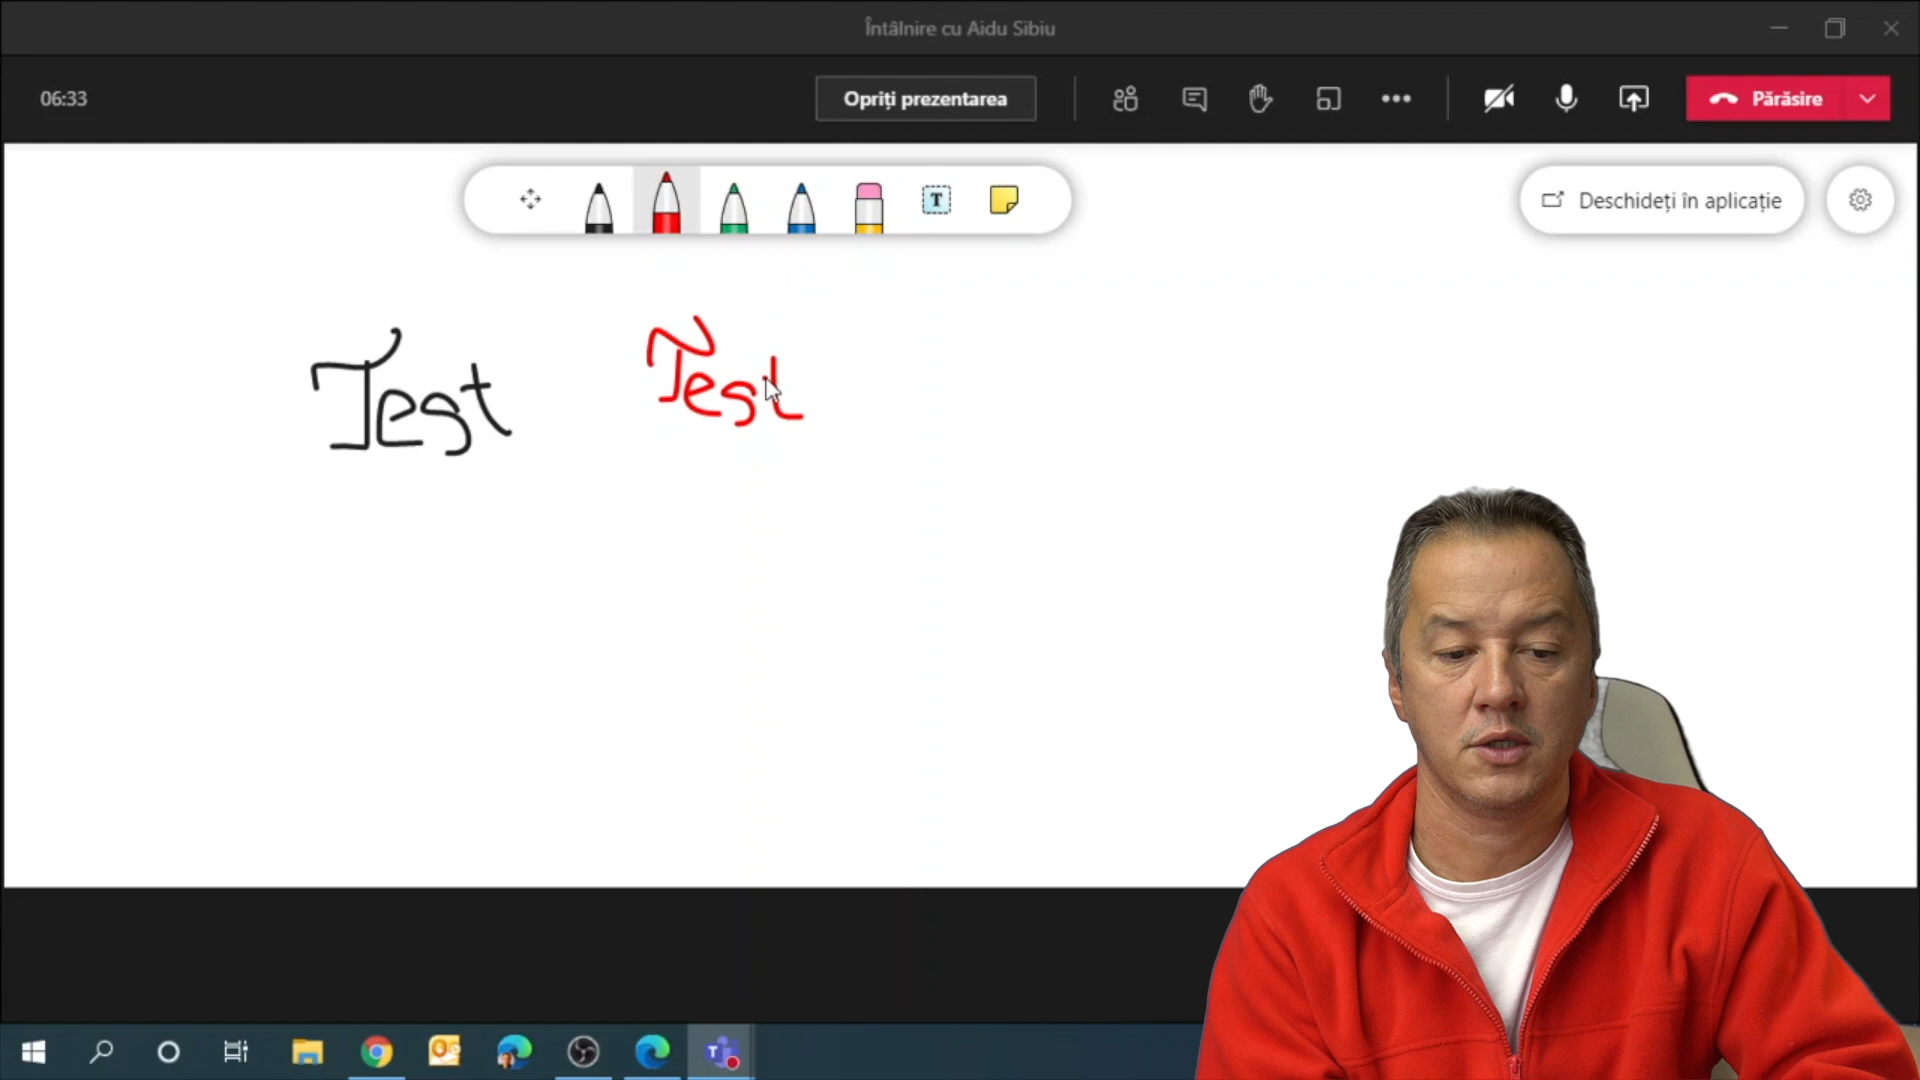 Întâlnire cu Aidu Sibiu
06:33
Opriți prezentarea
Părăsire
T
Deschideți în aplicație
Test
Test